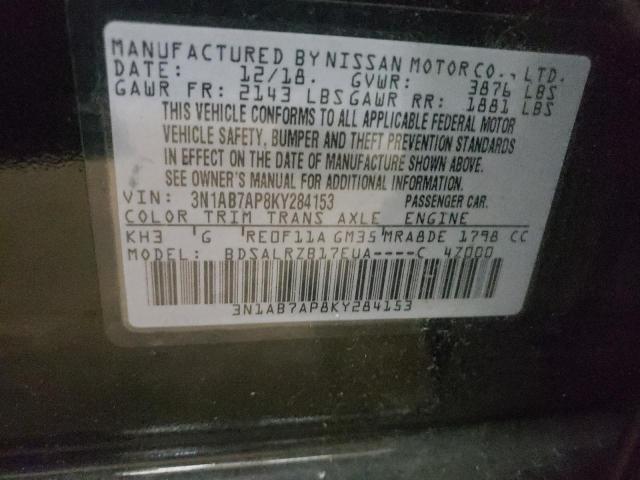 MANUFACTURED BY NISSAN MOTOR CO., LTD.
DATE: 12/18. GVWR: 3876 LBS
GAWR FR: 2143 LBS GAWR RR: 1881 LBS
THIS VEHICLE CONFORMS TO ALL APPLICABLE FEDERAL MOTOR
VEHICLE SAFETY, BUMPER AND THEFT PREVENTION STANDARDS
IN EFFECT ON THE DATE OF MANUFACTURE SHOWN ABOVE.
SEE OWNER'S MANUAL FOR ADDITIONAL INFORMATION.
VIN: 3N1AB7AP8KY284153 PASSENGER CAR.
COLOR TRIM TRANS AXLE ENGINE
KH3 G RE0F11A GM35 MRA8DE 1798 CC
MODEL: BDSALRZB17EUA----C 4Z000
3N1AB7AP8KY284153